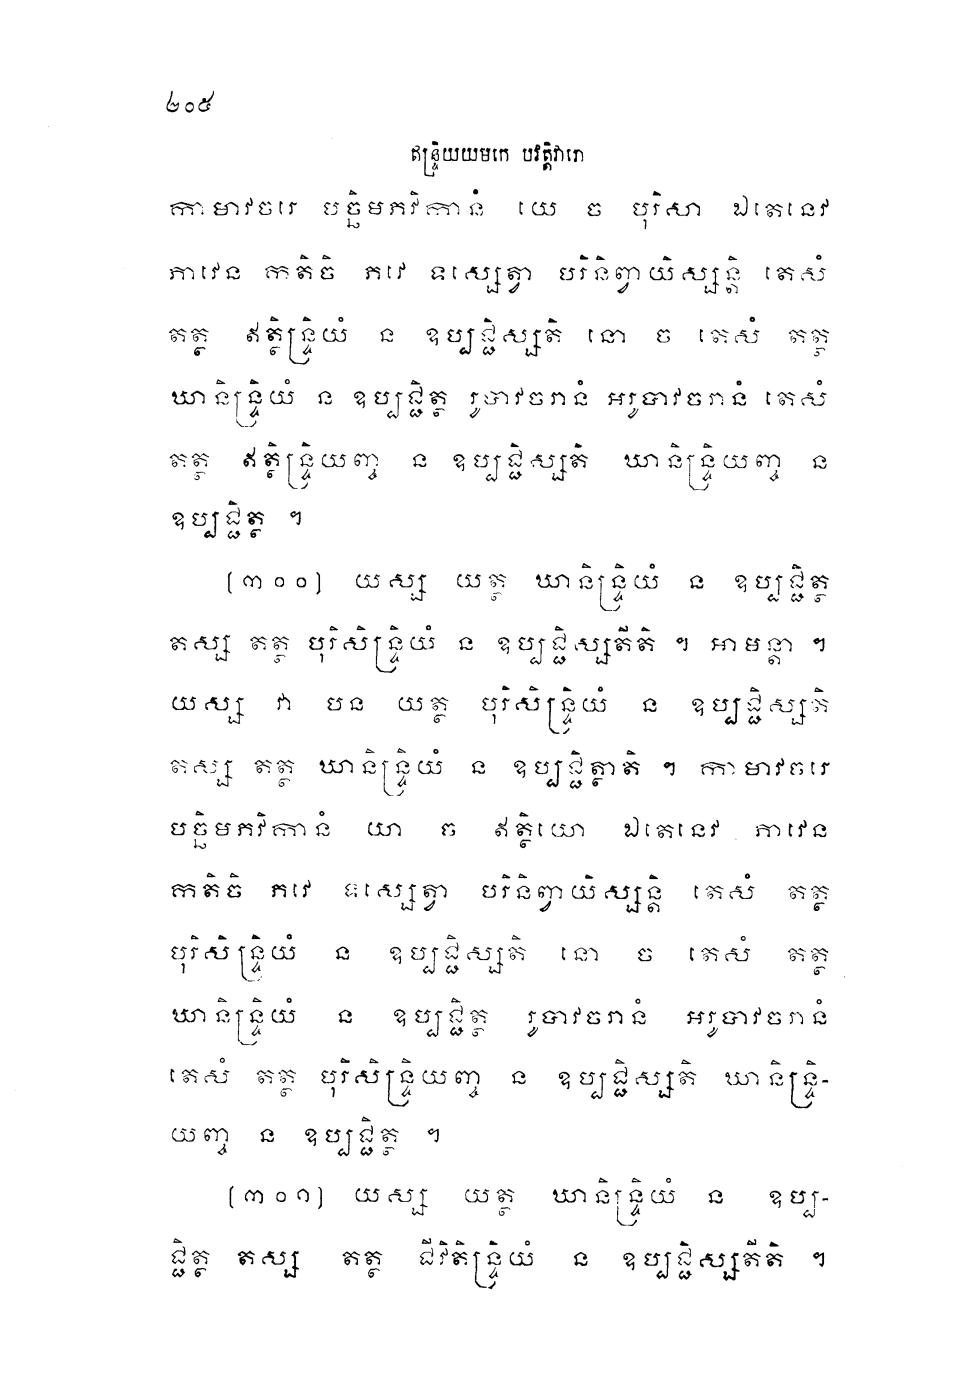 ២០៥
ឥន្ទ្រិយយមកេ បវត្តិវារោ
កាមាវចរេ បច្ឆិមភវិកានំ យេ ច បុរិសា ឯតេនេវ
ភាវេន កតិចិ ភវេ ទស្សេត្វា បរិនិព្វាយិស្សន្តិ តេសំ
តត្ថ ឥត្ថិន្ទ្រិយំ ន ឧប្បជ្ជិស្សតិ នោ ច តេសំ តត្ថ
ឃានិន្ទ្រិយំ ន ឧប្បជ្ជិត្ថ រូបាវចរានំ អរូបាវចរានំ តេសំ
តត្ថ ឥត្ថិន្ទ្រិយញ្ច ន ឧប្បជ្ជិស្សតិ ឃានិន្ទ្រិយញ្ច ន
ឧប្បជ្ជិត្ថ ។
(៣០០) យស្ស យត្ថ ឃានិន្ទ្រិយំ ន ឧប្បជ្ជិត្ថ
តស្ស តត្ថ បុរិសិន្ទ្រិយំ ន ឧប្បជ្ជិស្សតីតិ ។ អាមន្តា ។
យស្ស វា បន យត្ថ បុរិសិន្ទ្រិយំ ន ឧប្បជ្ជិស្សតិ
តស្ស តត្ថ ឃានិន្ទ្រិយំ ន ឧប្បជ្ជិត្ថាតិ ។ កាមាវចរេ
បច្ឆិមភវិកានំ យា ច ឥត្ថិយោ ឯតេនេវ ភាវេន
កតិចិ ភវេ ទស្សេត្វា បរិនិព្វាយិស្សន្តិ តេសំ តត្ថ
បុរិសិន្ទ្រិយំ ន ឧប្បជ្ជិស្សតិ នោ ច តេសំ តត្ថ
ឃានិន្ទ្រិយំ ន ឧប្បជ្ជិត្ថ រូបាវចរានំ អរូបាវចរានំ
តេសំ តត្ថ បុរិសិន្ទ្រិយញ្ច ន ឧប្បជ្ជិស្សតិ ឃានិន្ទ្រិ-
យញ្ច ន ឧប្បជ្ជិត្ថ ។
(៣០១) យស្ស យត្ថ ឃានិន្ទ្រិយំ ន ឧប្ប-
ជ្ជិត្ថ តស្ស តត្ថ ជីវិតិន្ទ្រិយំ ន ឧប្បជ្ជិស្សតីតិ ។